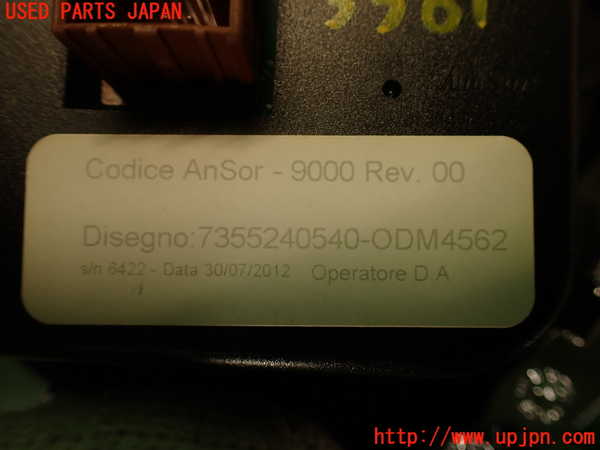 USED PARTS JAPAN
Codice AnSor - 9000 Rev. 00
Disegno:7355240540-ODM4562
s/n 6422 - Data 30/07/2012 Operatore D.A
http://www.upjpn.com/